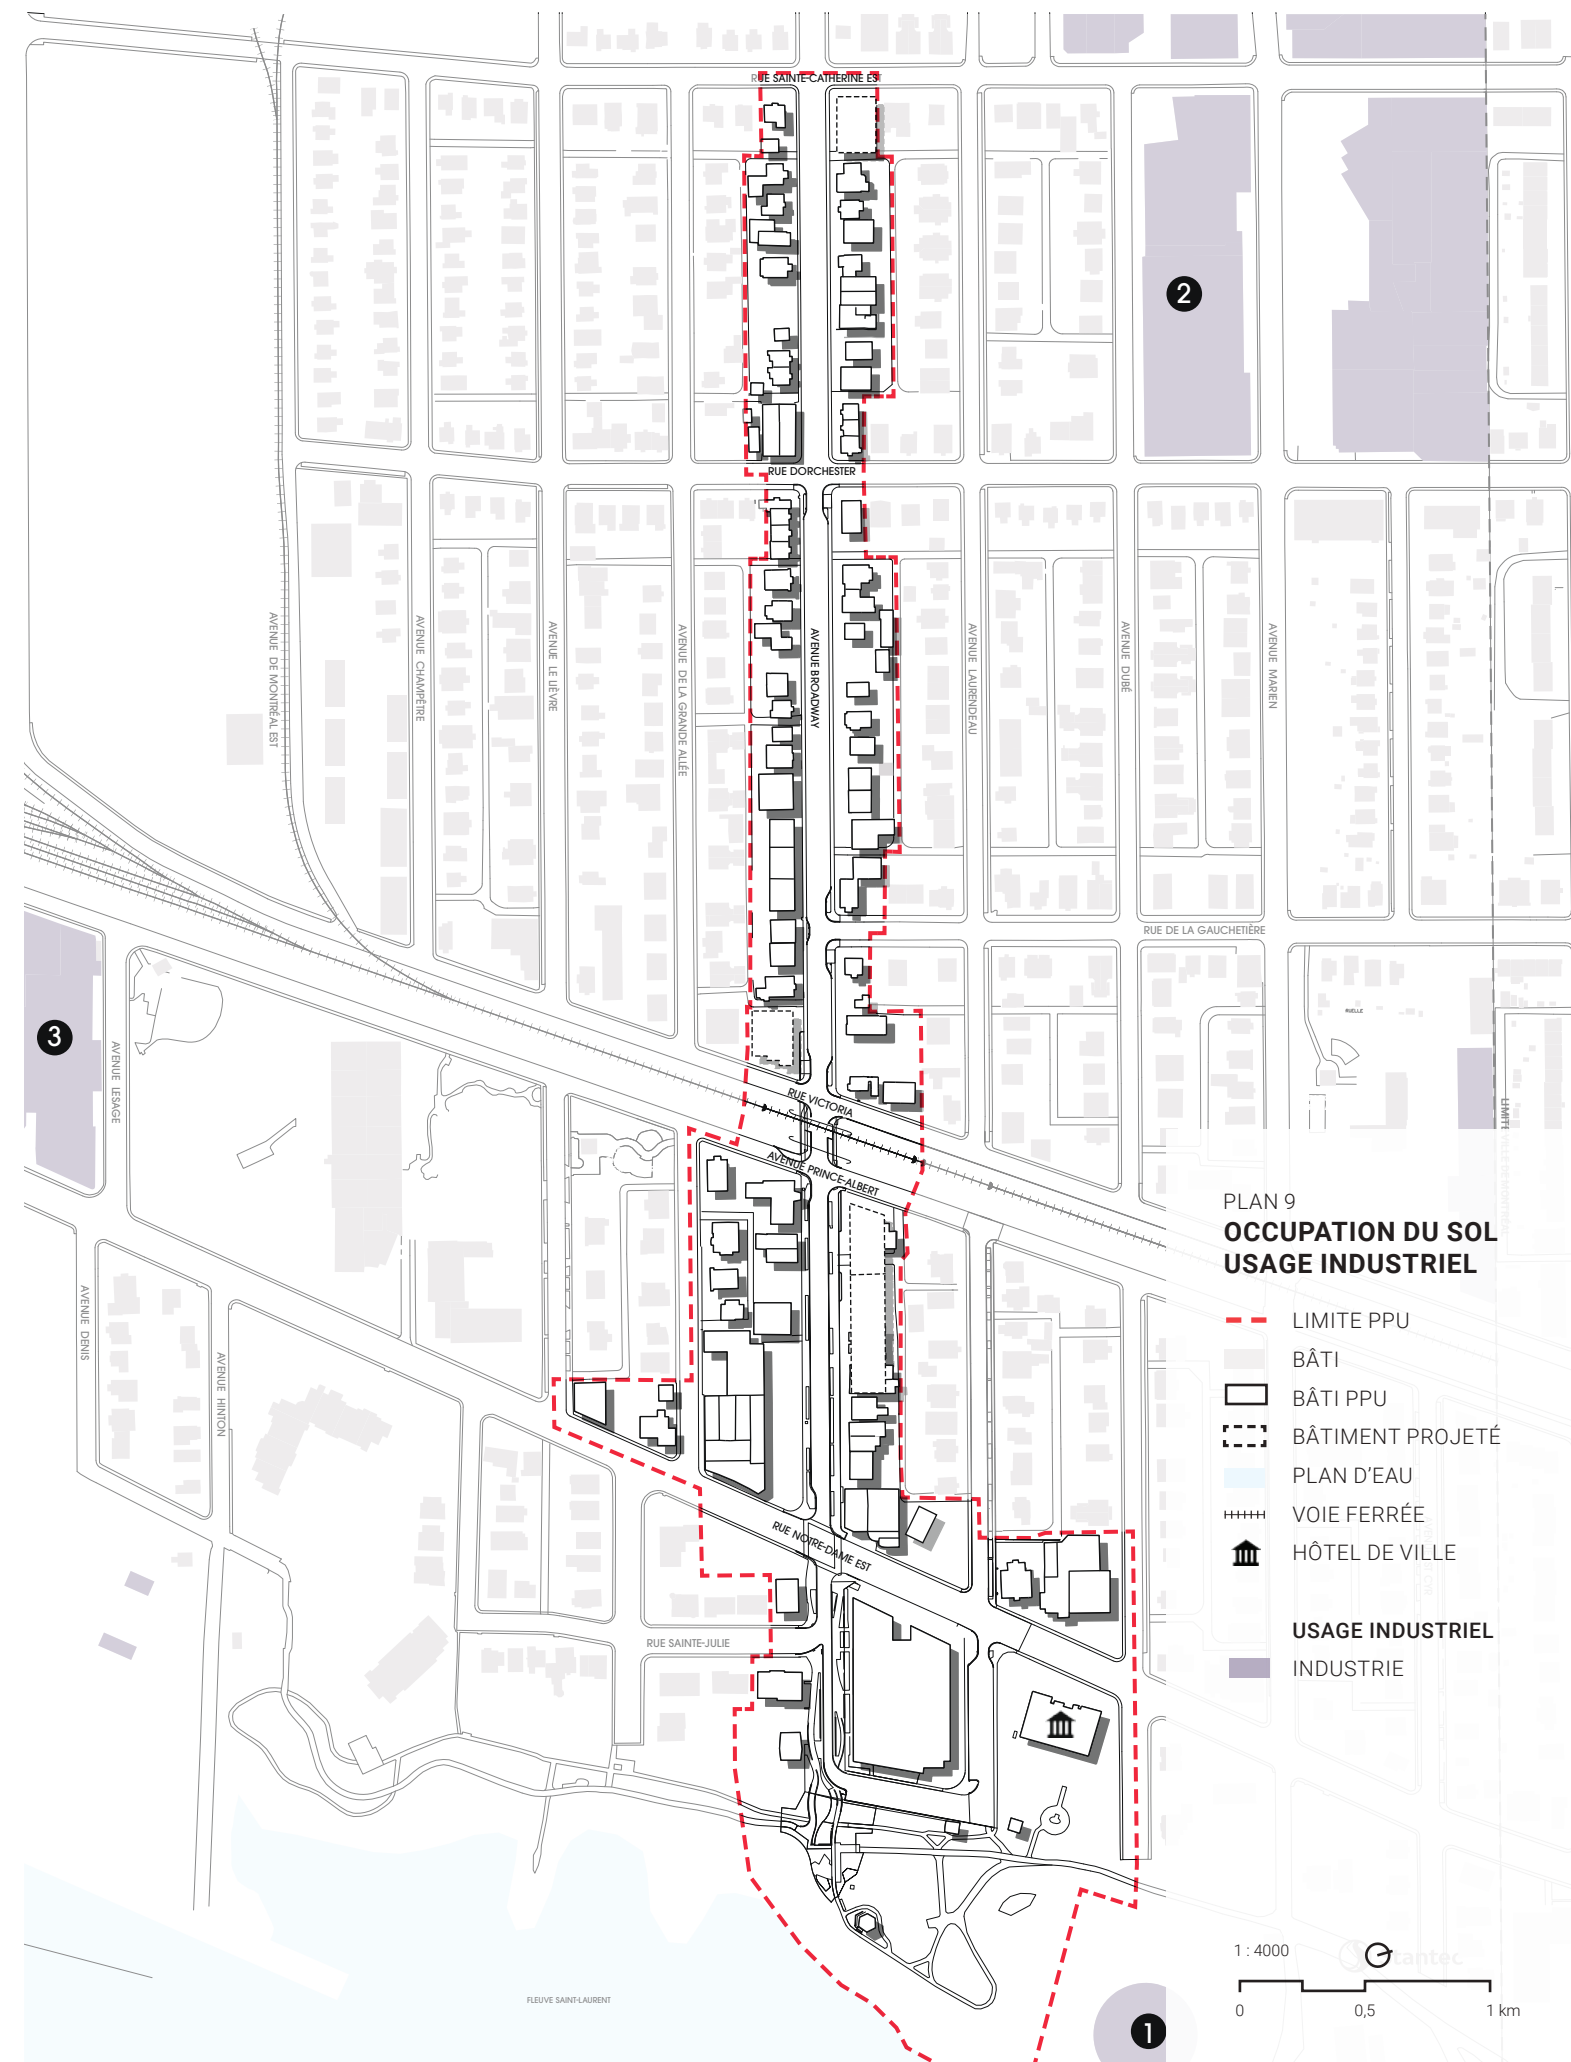 RUE SAINTE-CATHERINE EST
2
RUE DORCHESTER
AVENUE DE MONTRÉAL EST
AVENUE CHAMPÊTRE
AVENUE LE LIÈVRE
AVENUE DE LA GRANDE ALLÉE
AVENUE BROADWAY
AVENUE LAURENDEAU
AVENUE DUBÉ
AVENUE MARIEN
RUE DE LA GAUCHETIÈRE
RUELLE
3
AVENUE LESAGE
RUE VICTORIA
AVENUE PRINCE-ALBERT
AVENUE DENIS
AVENUE HINTON
RUE NOTRE-DAME EST
RUE SAINTE-JULIE
FLEUVE SAINT-LAURENT
1
PLAN 9
OCCUPATION DU SOL
USAGE INDUSTRIEL
LIMITE PPU
BÂTI
BÂTI PPU
BÂTIMENT PROJETÉ
PLAN D'EAU
VOIE FERRÉE
HÔTEL DE VILLE
USAGE INDUSTRIEL
INDUSTRIE
1 : 4000
Stantec
0
0,5
1 km